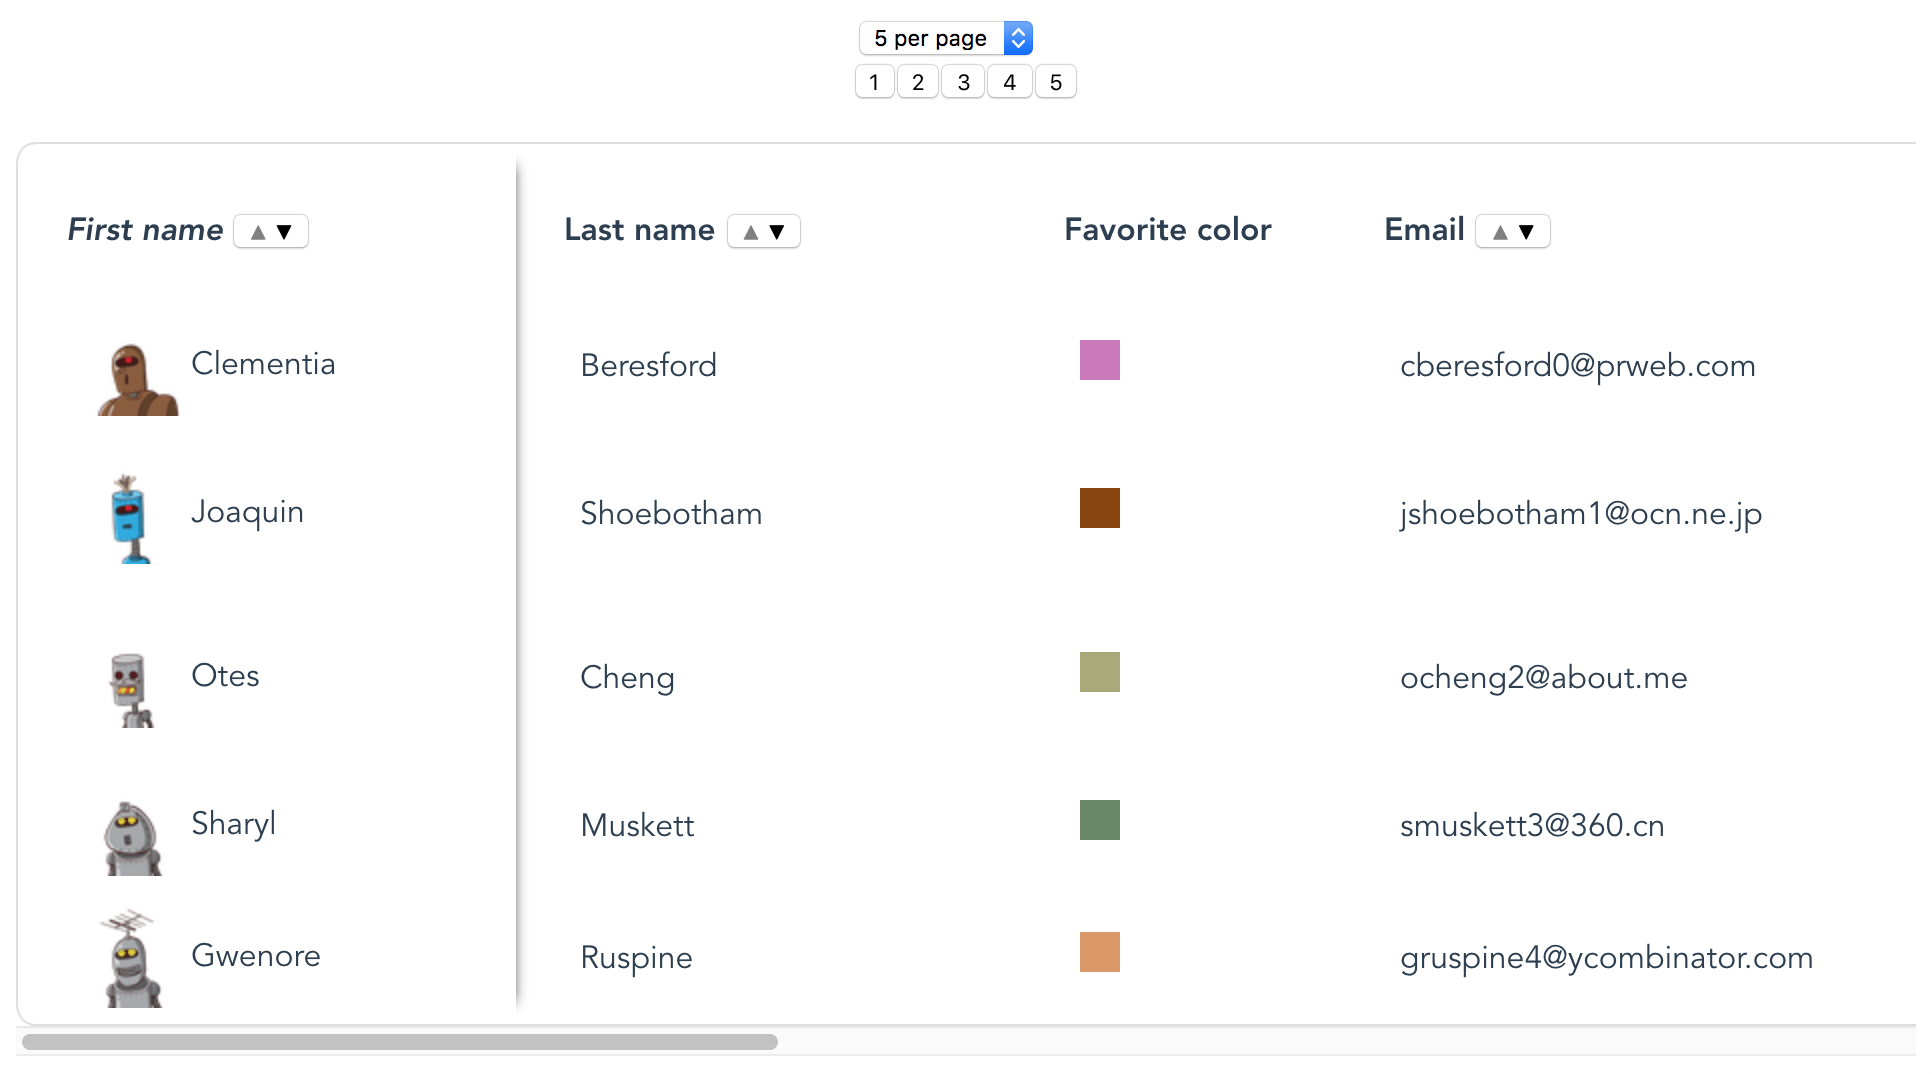 5 per page
1 2 3 4 5
First name ▲ ▼ Last name ▲ ▼ Favorite color Email ▲ ▼
Clementia Beresford cberesford0@prweb.com
Joaquin Shoebotham jshoebotham1@ocn.ne.jp
Otes Cheng ocheng2@about.me
Sharyl Muskett smuskett3@360.cn
Gwenore Ruspine gruspine4@ycombinator.com